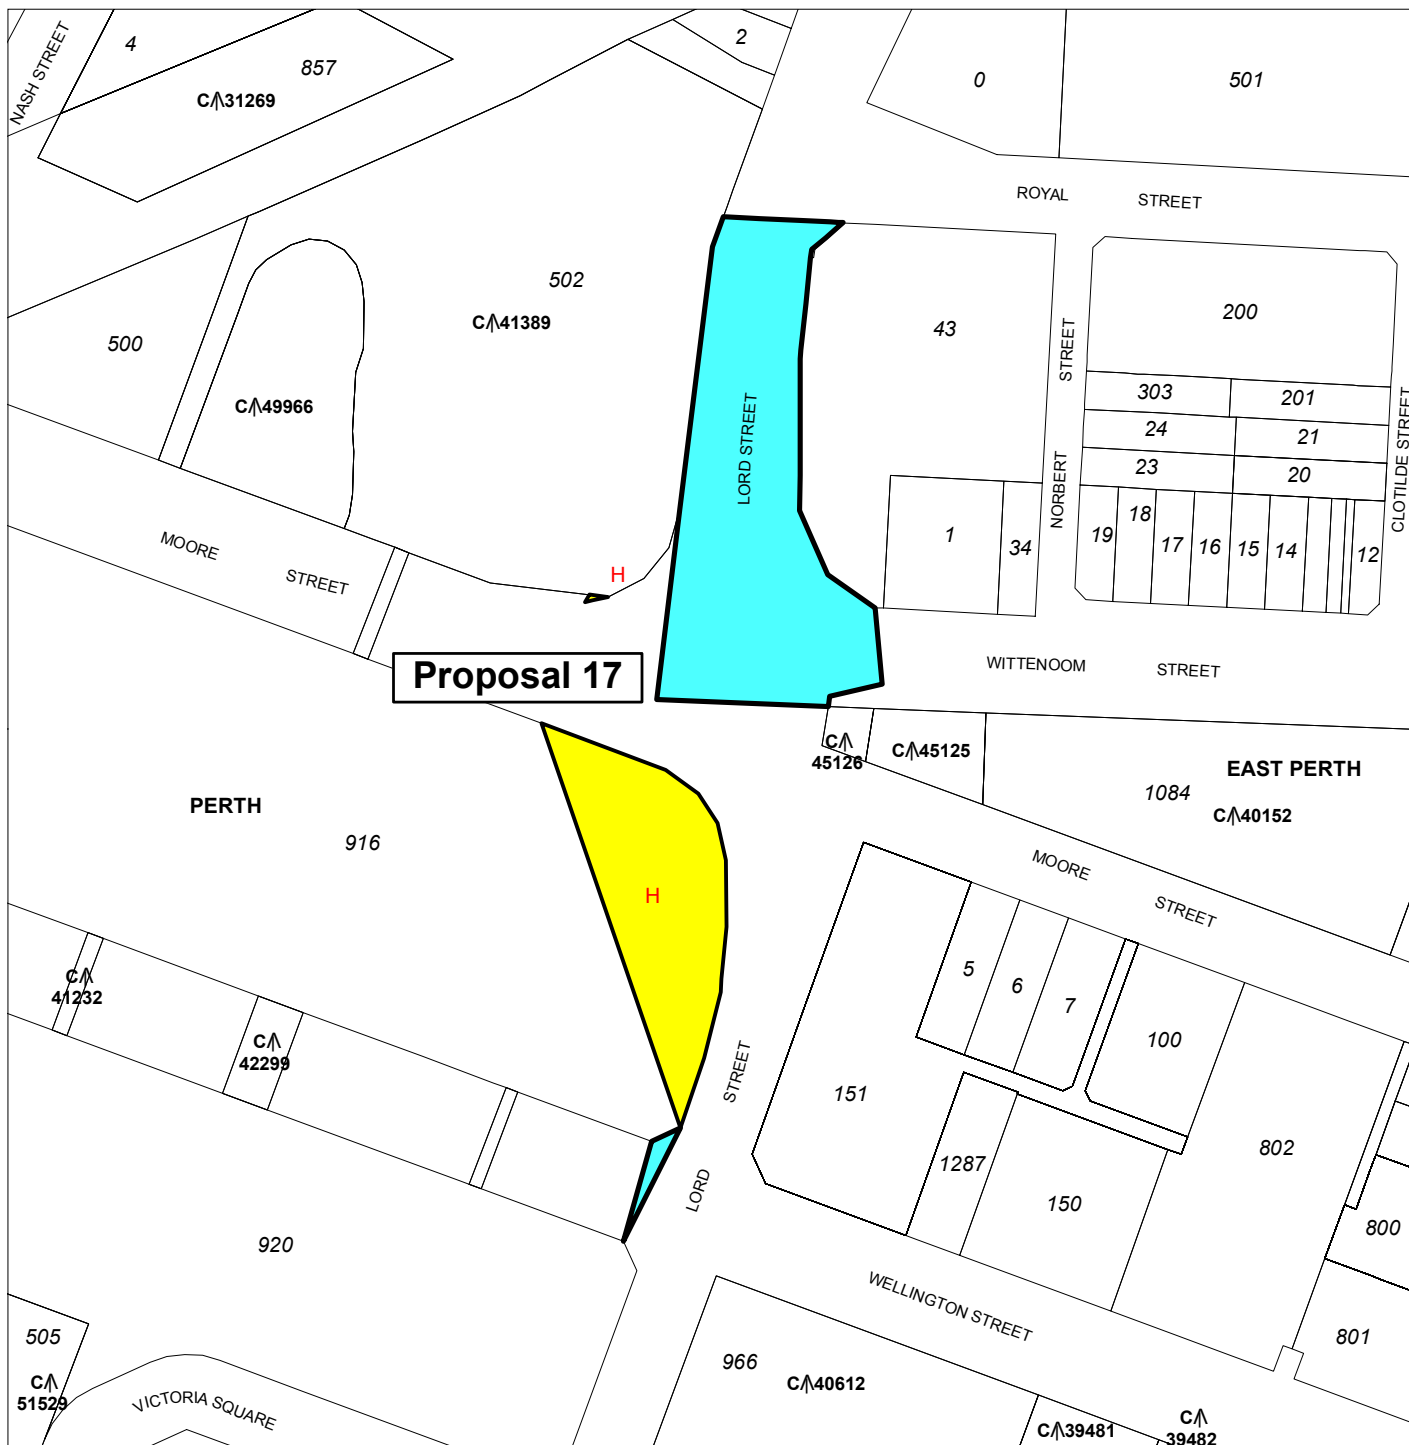 NASH STREET
4
857
C/\31269
2
0
501
ROYAL STREET
502
C/\41389
500
C/\49966
43
LORD STREET
NORBERT STREET
200
303
201
24
21
23
20
CLOTILDE STREET
19
18
17
16
15
14
12
1
34
MOORE STREET
H
Proposal 17
WITTENOOM STREET
C/\
45126
C/\45125
EAST PERTH
1084
C/\40152
PERTH
916
H
MOORE STREET
C/\
41232
C/\
42299
5
6
7
100
151
LORD STREET
1287
150
802
800
801
920
WELLINGTON STREET
505
C/\
51529
VICTORIA SQUARE
966
C/\40612
C/\39481
C/\
39482